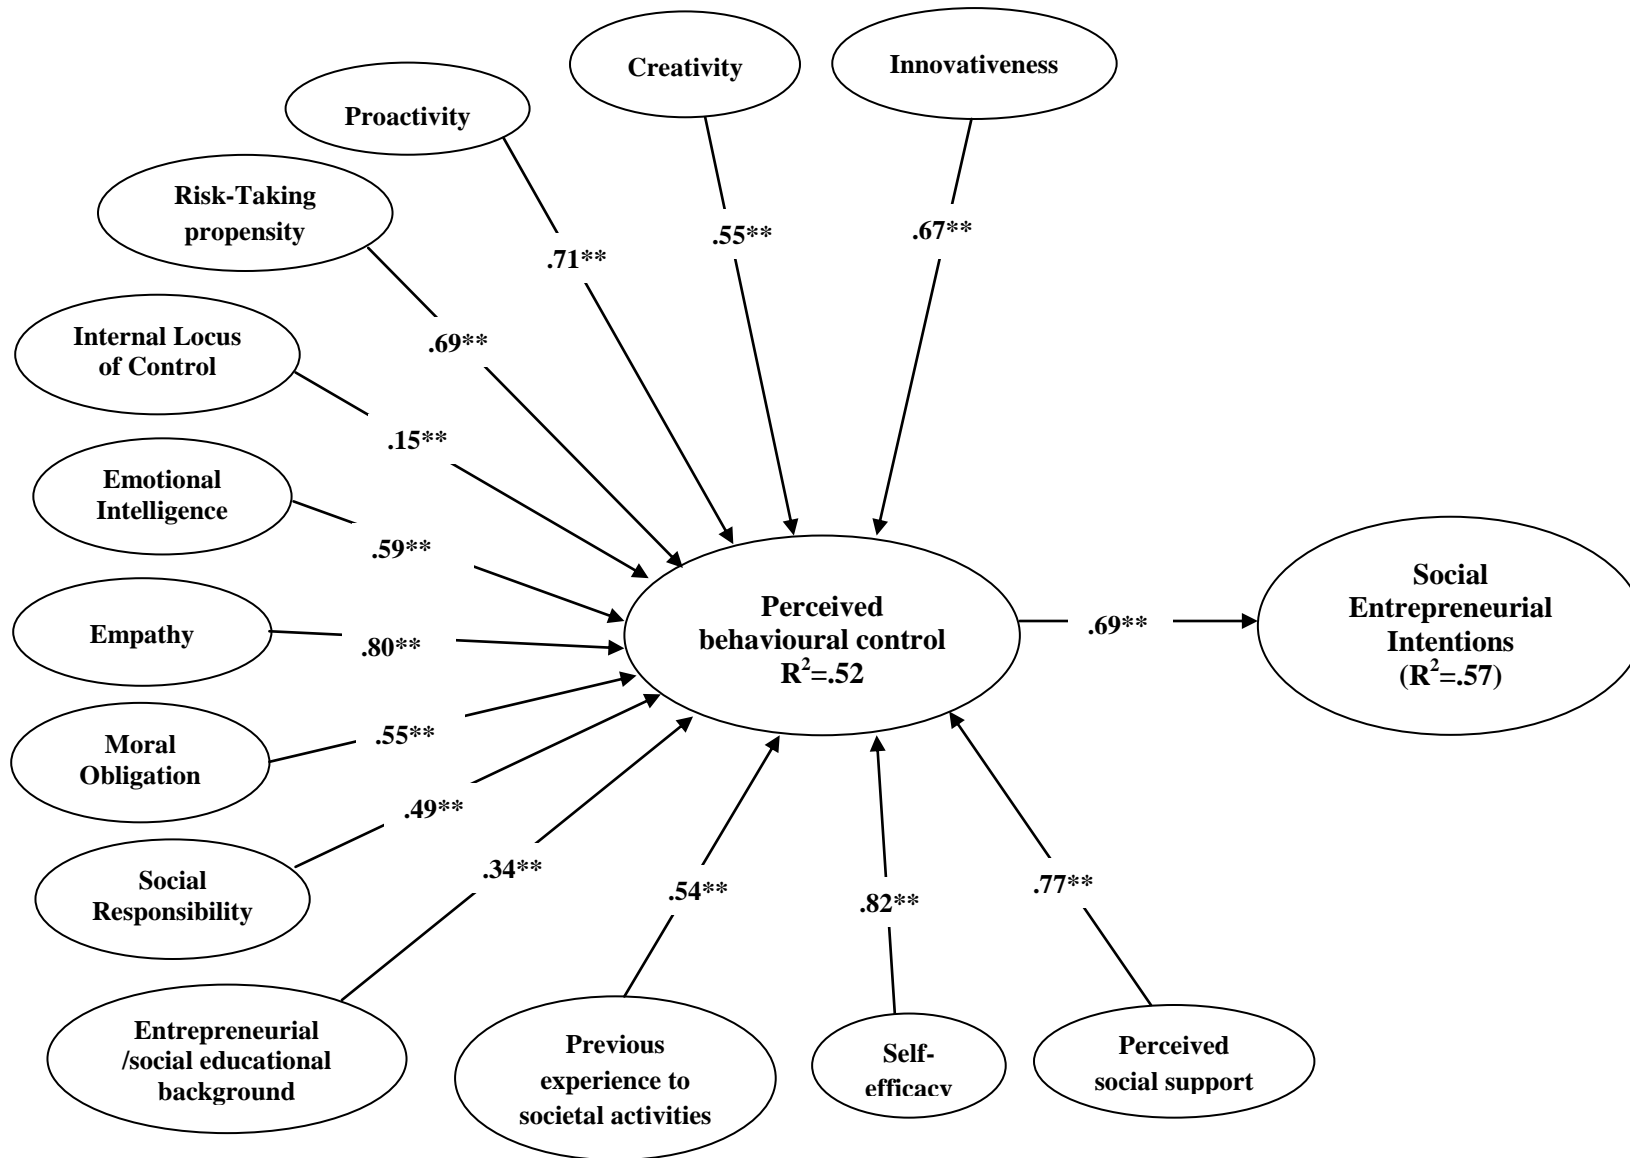 Creativity
Innovativeness
Proactivity
Risk-Taking
propensity
.55**
.67**
.71**
.69**
Internal Locus
of Control
.15**
Emotional
Intelligence
.59**
Empathy
.80**
Perceived
behavioural control
R²=.52
.69**
Social
Entrepreneurial
Intentions
(R²=.57)
Moral
Obligation
.55**
.49**
Social
Responsibility
.34**
.54**
.82**
.77**
Entrepreneurial
/social educational
background
Previous
experience to
societal activities
Self-
efficacy
Perceived
social support